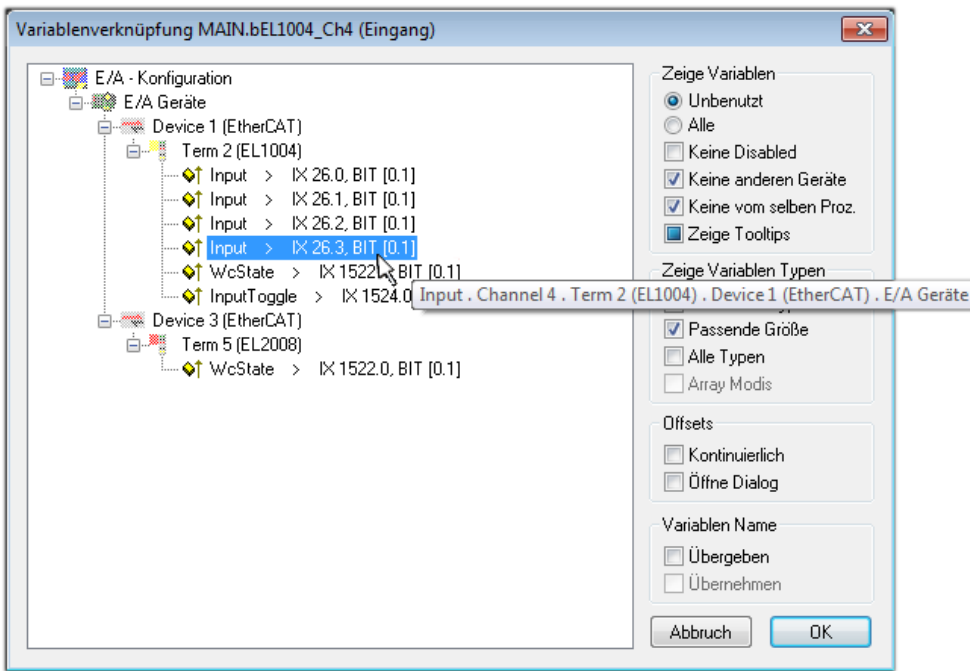 Variablenverknüpfung MAIN.bEL1004_Ch4 (Eingang)
E/A - Konfiguration
E/A Geräte
Device 1 (EtherCAT)
Term 2 (EL1004)
Input > IX 26.0, BIT [0.1]
Input > IX 26.1, BIT [0.1]
Input > IX 26.2, BIT [0.1]
Input > IX 26.3, BIT [0.1]
WcState > IX 1522. BIT [0.1]
InputToggle > IX 1524.0
Input . Channel 4 . Term 2 (EL1004) . Device 1 (EtherCAT) . E/A Geräte
Device 3 (EtherCAT)
Term 5 (EL2008)
WcState > IX 1522.0, BIT [0.1]
Zeige Variablen
Unbenutzt
Alle
Keine Disabled
Keine anderen Geräte
Keine vom selben Proz.
Zeige Tooltips
Zeige Variablen Typen
Passende Größe
Alle Typen
Array Modis
Offsets
Kontinuierlich
Öffne Dialog
Variablen Name
Übergeben
Übernehmen
Abbruch
OK